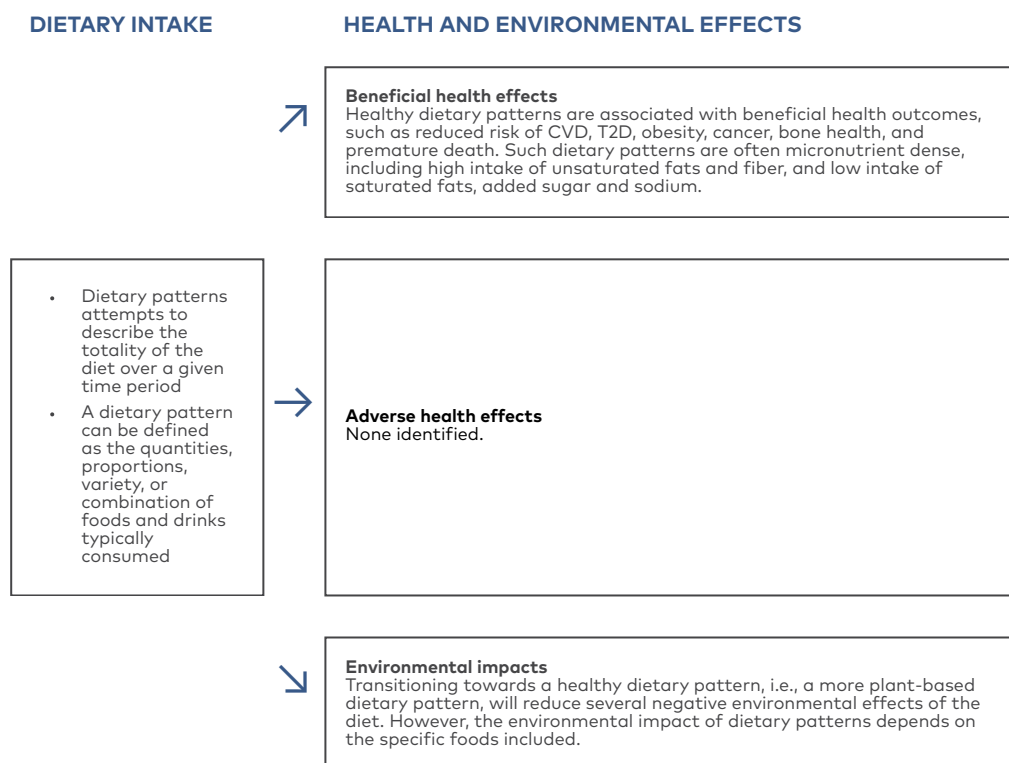 DIETARY INTAKE
HEALTH AND ENVIRONMENTAL EFFECTS
Beneficial health effects
Healthy dietary patterns are associated with beneficial health outcomes,
such as reduced risk of CVD, T2D, obesity, cancer, bone health, and
premature death. Such dietary patterns are often micronutrient dense,
including high intake of unsaturated fats and fiber, and low intake of
saturated fats, added sugar and sodium.
• Dietary patterns
attempts to
describe the
totality of the
diet over a given
time period
• A dietary pattern
can be defined
as the quantities,
proportions,
variety, or
combination of
foods and drinks
typically
consumed
Adverse health effects
None identified.
Environmental impacts
Transitioning towards a healthy dietary pattern, i.e., a more plant-based
dietary pattern, will reduce several negative environmental effects of the
diet. However, the environmental impact of dietary patterns depends on
the specific foods included.